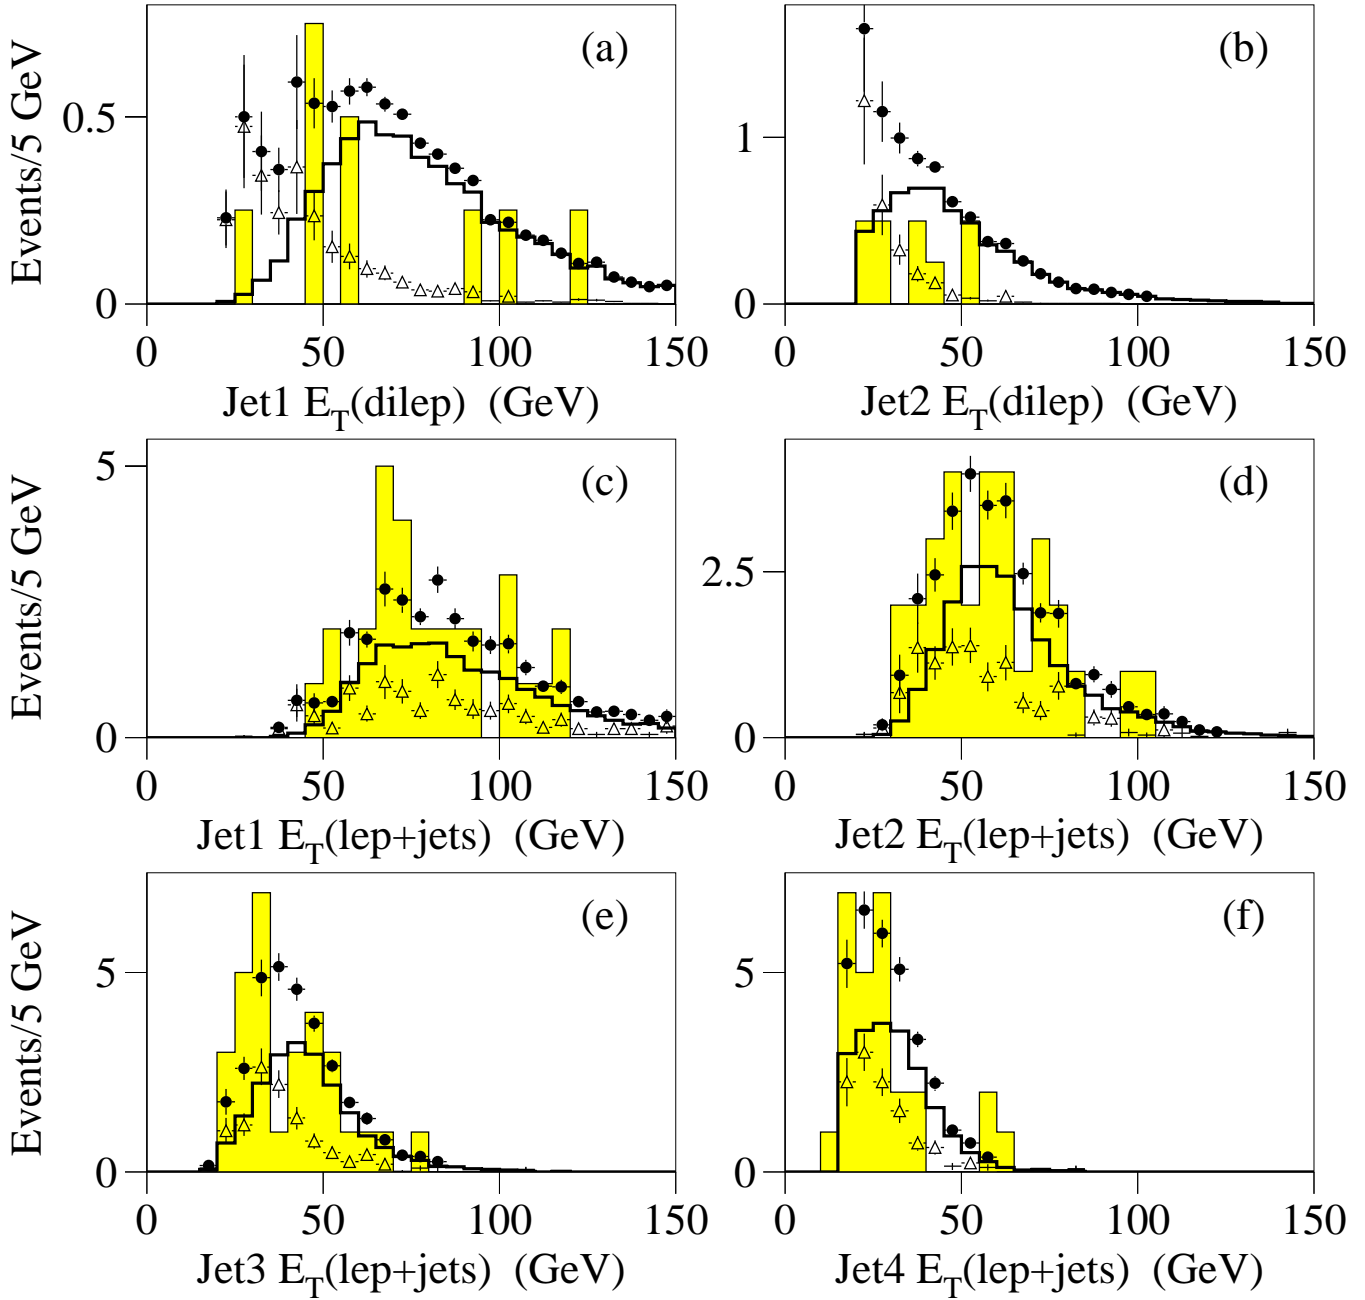 (a)
Events/5 GeV
0.5
0
0 50 100 150
Jet1 E_T(dilep) (GeV)
(b)
1
0
0 50 100 150
Jet2 E_T(dilep) (GeV)
(c)
Events/5 GeV
5
0
0 50 100 150
Jet1 E_T(lep+jets) (GeV)
(d)
2.5
0
0 50 100 150
Jet2 E_T(lep+jets) (GeV)
(e)
Events/5 GeV
5
0
0 50 100 150
Jet3 E_T(lep+jets) (GeV)
(f)
5
0
0 50 100 150
Jet4 E_T(lep+jets) (GeV)